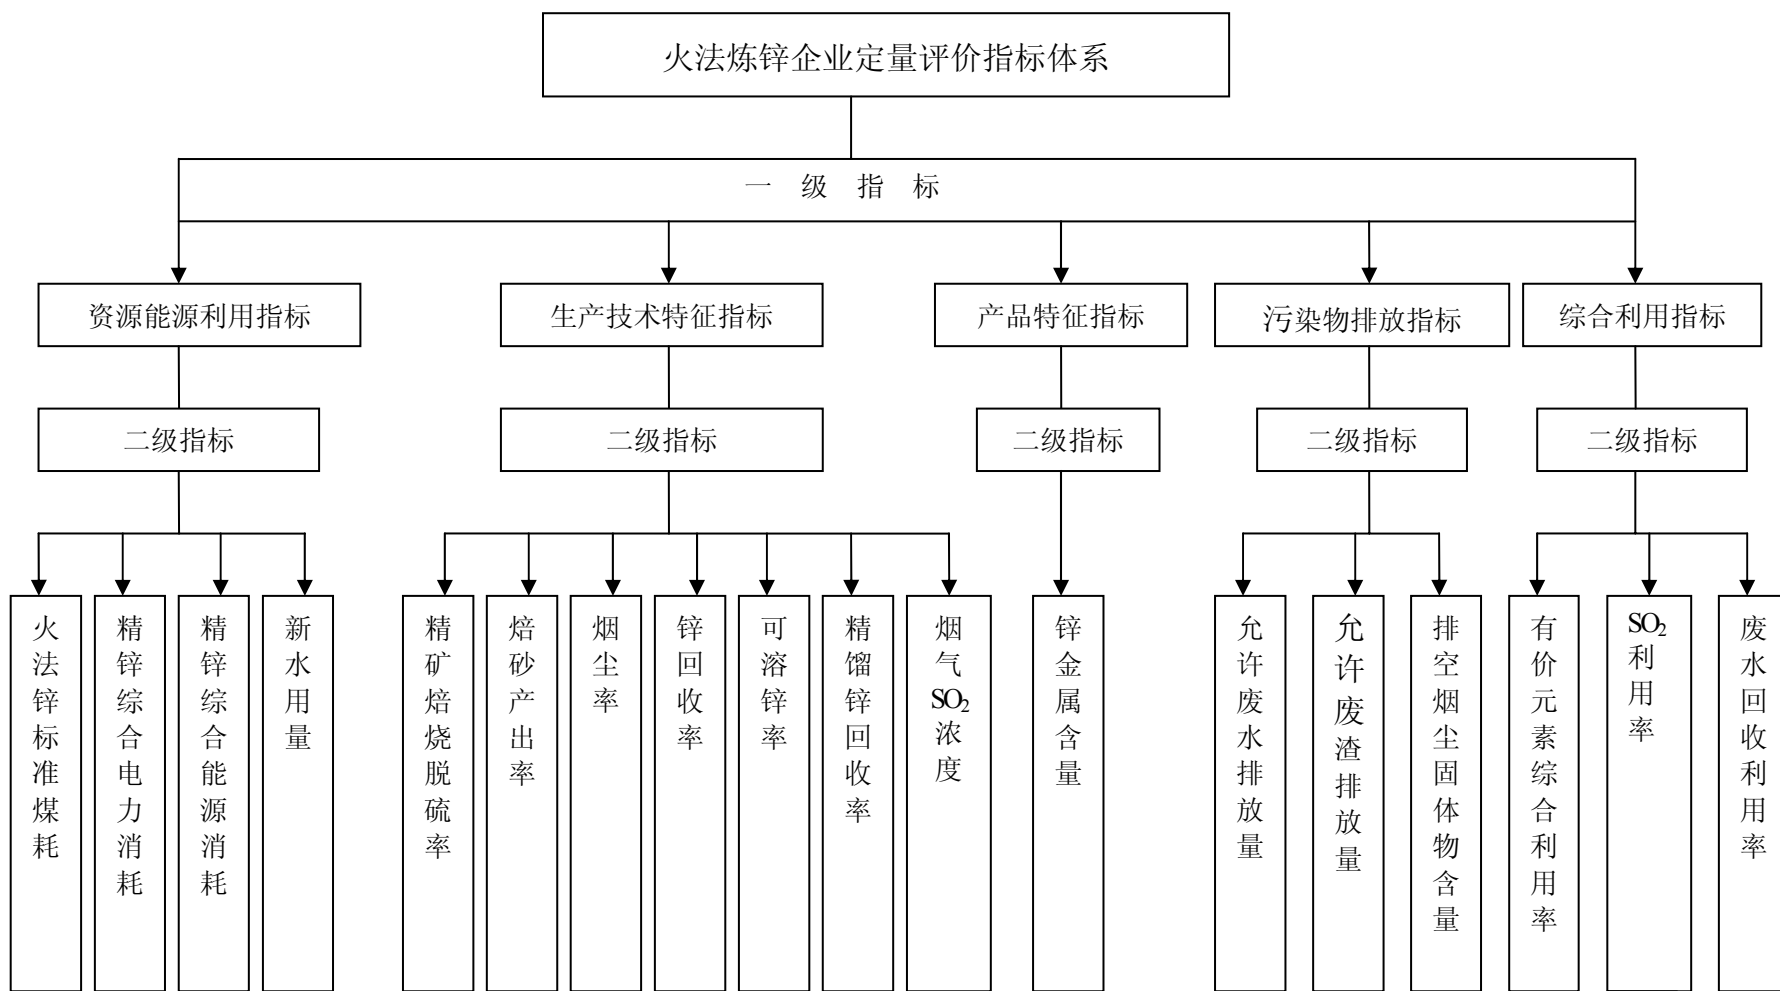 火法炼锌企业定量评价指标体系
一 级 指 标
资源能源利用指标
生产技术特征指标
产品特征指标
污染物排放指标
综合利用指标
二级指标
二级指标
二级指标
二级指标
二级指标
火法锌标准煤耗
精锌综合电力消耗
精锌综合能源消耗
新水用量
精矿焙烧脱硫率
焙砂产出率
烟尘率
锌回收率
可溶锌率
精馏锌回收率
烟气SO₂浓度
锌金属含量
允许废水排放量
允许废渣排放量
排空烟尘固体物含量
有价元素综合利用率
SO₂利用率
废水回收利用率